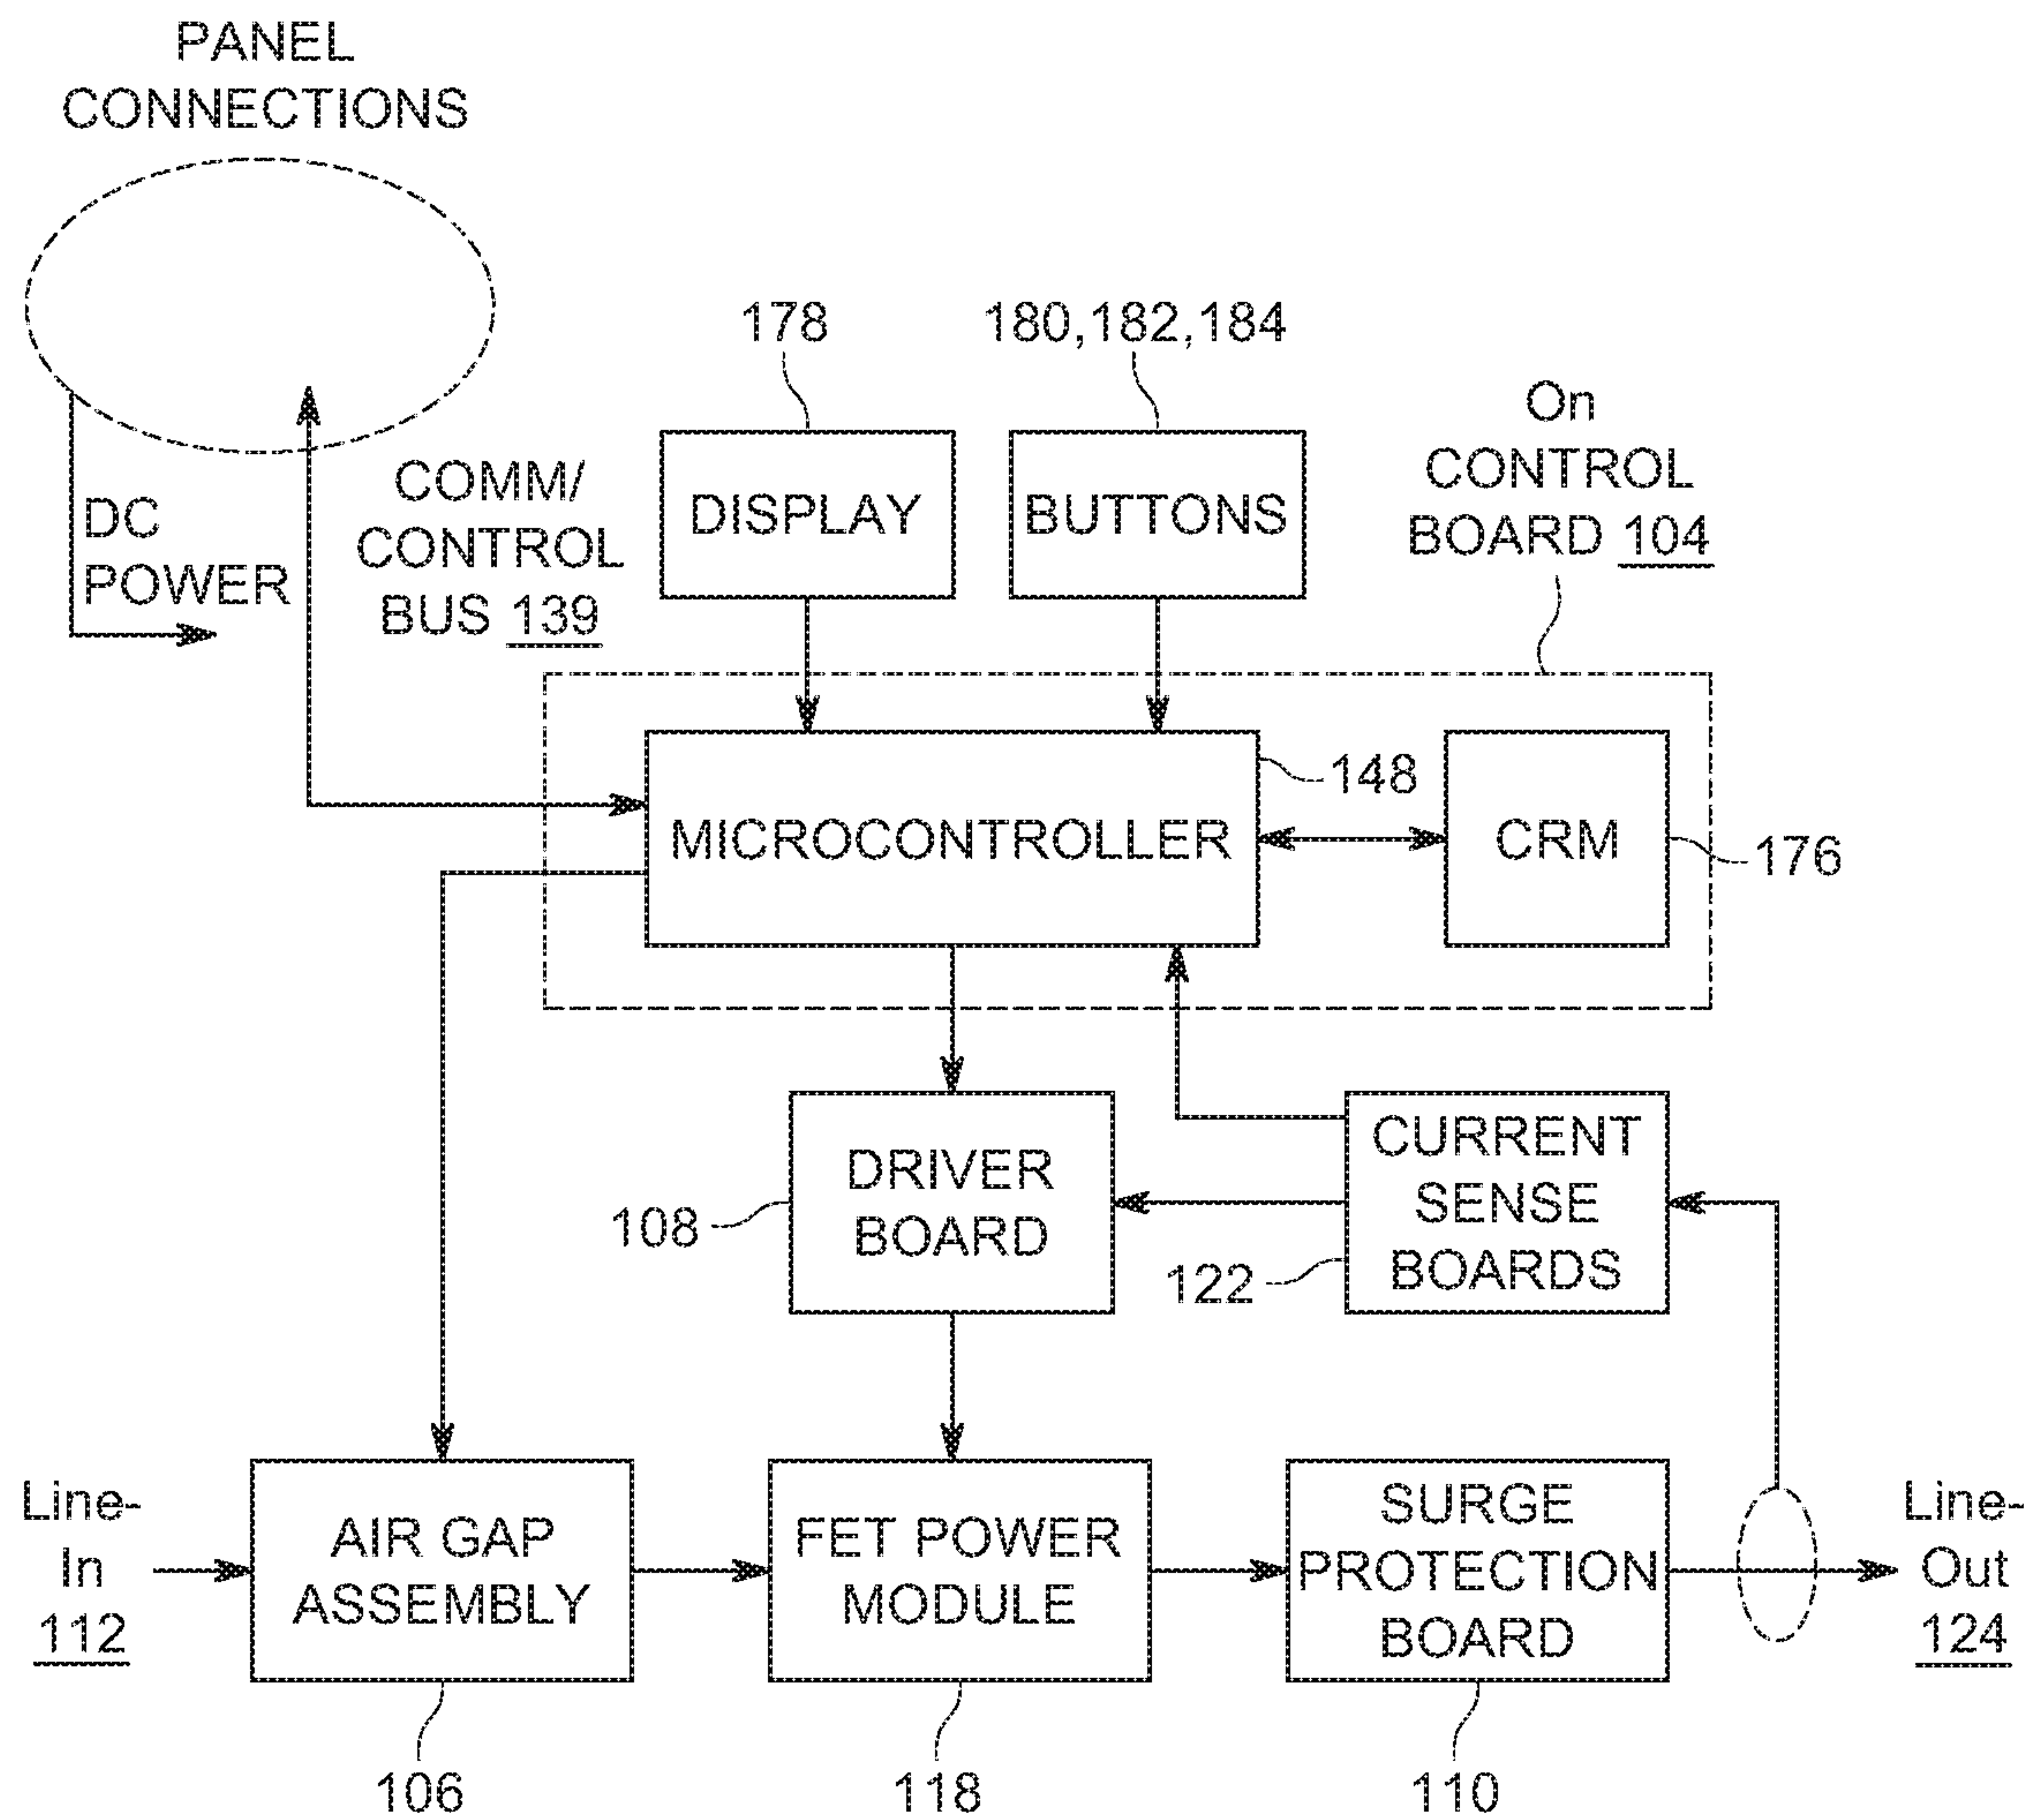 PANEL
CONNECTIONS
178
180,182,184
On
CONTROL
BOARD 104
DC
POWER
COMM/
CONTROL
BUS 139
DISPLAY
BUTTONS
148
MICROCONTROLLER
CRM
176
DRIVER
BOARD
108
CURRENT
SENSE
BOARDS
122
Line-
In
112
AIR GAP
ASSEMBLY
FET POWER
MODULE
SURGE
PROTECTION
BOARD
Line-
Out
124
106
118
110